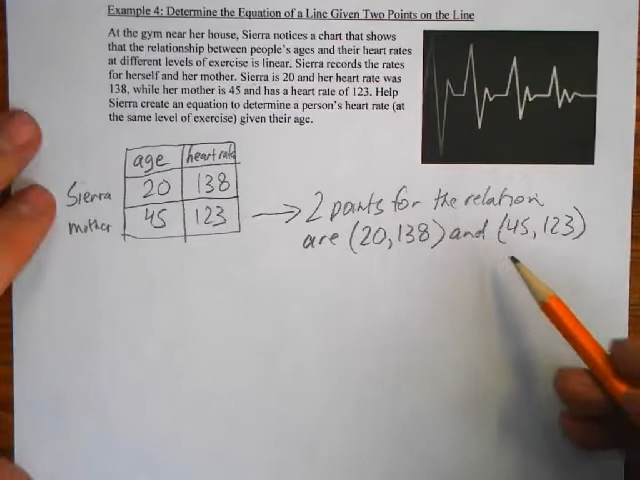 Example 4: Determine the Equation of a Line Given Two Points on the Line
At the gym near her house, Sierra notices a chart that shows
that the relationship between people's ages and their heart rates
at different levels of exercise is linear. Sierra records the rates
for herself and her mother. Sierra is 20 and her heart rate was
138, while her mother is 45 and has a heart rate of 123. Help
Sierra create an equation to determine a person's heart rate (at
the same level of exercise) given their age.
age heart rate
Sierra 20 138
mother 45 123
→ 2 points for the relation
are (20,138) and (45,123)